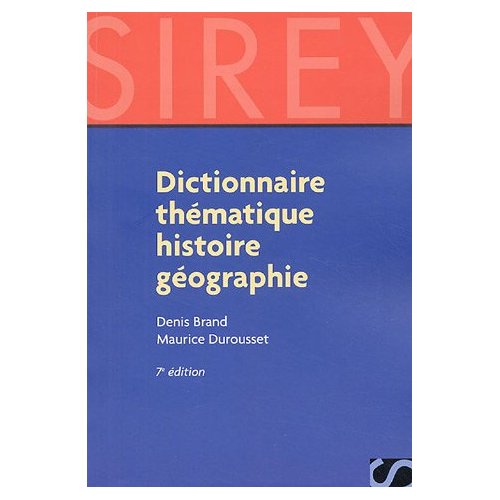 SIREY
Dictionnaire
thématique
histoire
géographie
Denis Brand
Maurice Durousset
7e édition
S